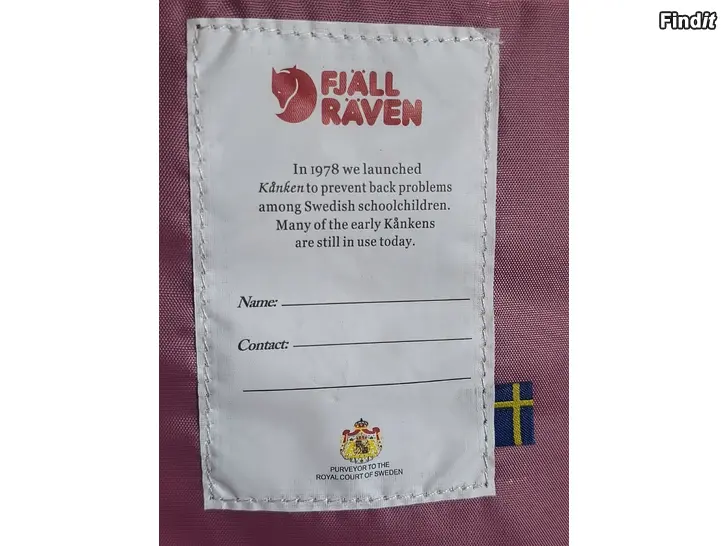 Findit
FJÄLL
RÄVEN
In 1978 we launched
Kånken to prevent back problems
among Swedish schoolchildren.
Many of the early Kånkens
are still in use today.
Name:
Contact:
PURVEYOR TO THE
ROYAL COURT OF SWEDEN